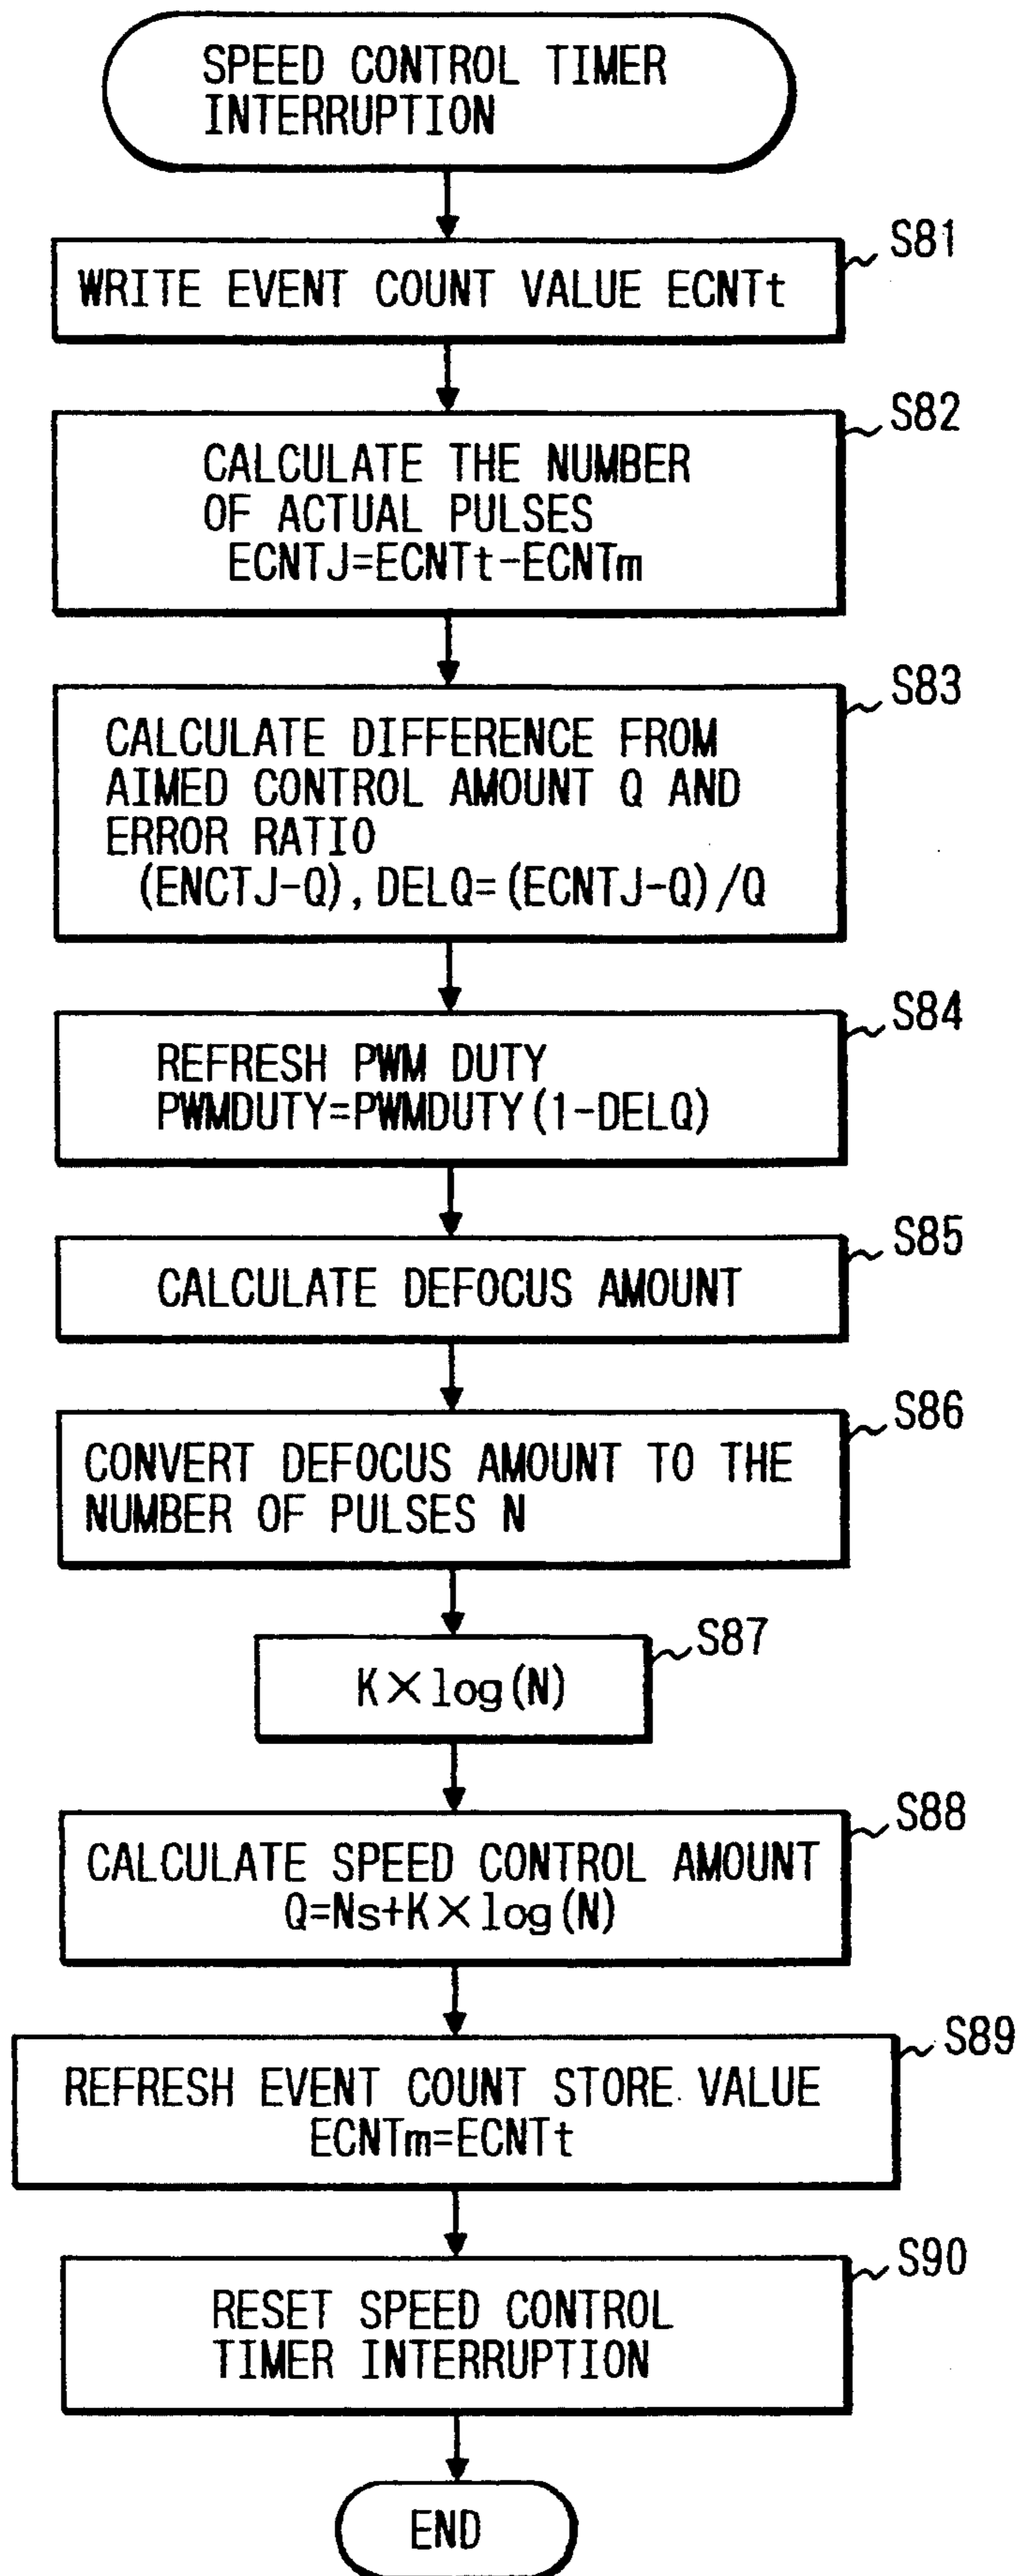 SPEED CONTROL TIMER
INTERRUPTION
S81
WRITE EVENT COUNT VALUE ECNTt
S82
CALCULATE THE NUMBER
OF ACTUAL PULSES
ECNTJ=ECNTt-ECNTm
S83
CALCULATE DIFFERENCE FROM
AIMED CONTROL AMOUNT Q AND
ERROR RATIO
(ENCTJ-Q), DELQ=(ECNTJ-Q)/Q
S84
REFRESH PWM DUTY
PWMDUTY=PWMDUTY(1-DELQ)
S85
CALCULATE DEFOCUS AMOUNT
S86
CONVERT DEFOCUS AMOUNT TO THE
NUMBER OF PULSES N
S87
K×log(N)
S88
CALCULATE SPEED CONTROL AMOUNT
Q=Ns+K×log(N)
S89
REFRESH EVENT COUNT STORE VALUE
ECNTm=ECNTt
S90
RESET SPEED CONTROL
TIMER INTERRUPTION
END